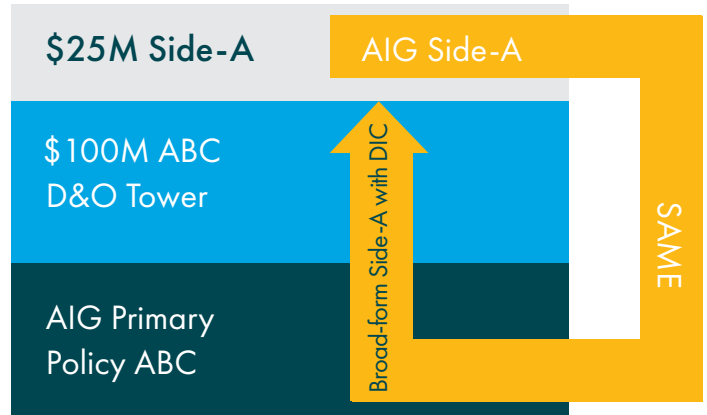 $25M Side-A
AIG Side-A
$100M ABC
D&O Tower
Broad-form Side-A with DIC
SAME
AIG Primary
Policy ABC